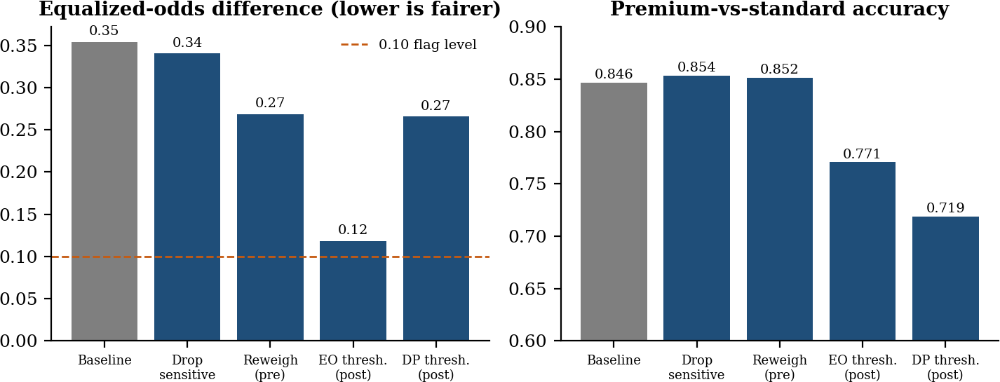 Equalized-odds difference (lower is fairer)
0.35
0.30
0.25
0.20
0.15
0.10
0.05
0.00
0.35
0.34
0.27
0.12
0.27
0.10 flag level
Baseline
Drop
sensitive
Reweigh
(pre)
EO thresh.
(post)
DP thresh.
(post)
Premium-vs-standard accuracy
0.90
0.85
0.80
0.75
0.70
0.65
0.60
0.846
0.854
0.852
0.771
0.719
Baseline
Drop
sensitive
Reweigh
(pre)
EO thresh.
(post)
DP thresh.
(post)